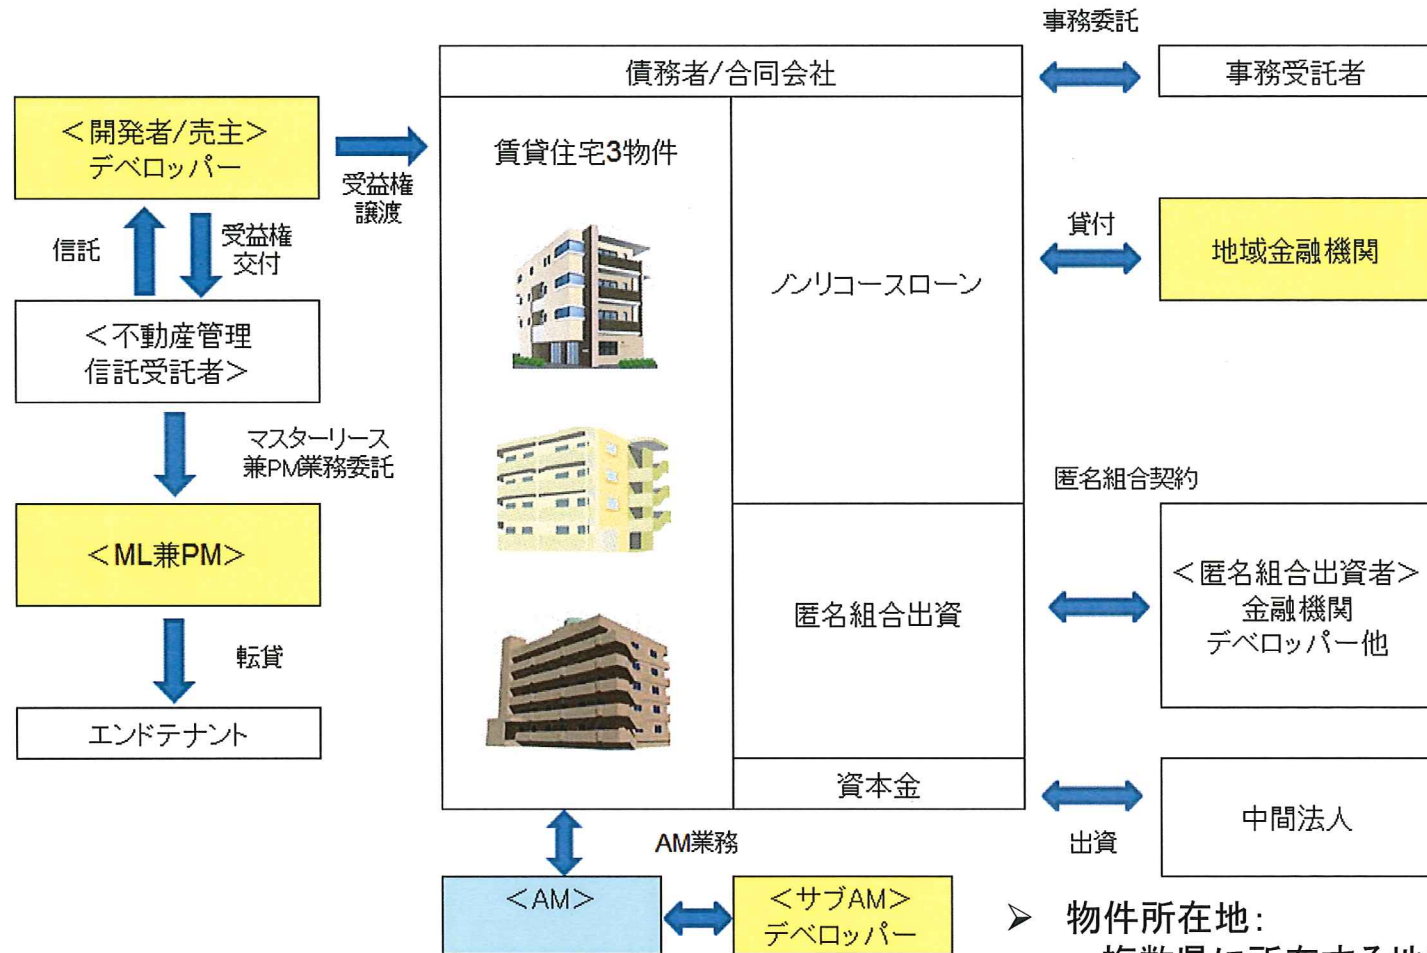 事務委託
債務者/合同会社
事務受託者
＜開発者/売主＞
デベロッパー
受益権
譲渡
賃貸住宅3物件
ノンリコースローン
貸付
地域金融機関
信託
受益権
交付
＜不動産管理
信託受託者＞
マスターリース
兼PM業務委託
匿名組合契約
＜ML兼PM＞
匿名組合出資
＜匿名組合出資者＞
金融機関
デベロッパー他
転貸
エンドテナント
資本金
出資
中間法人
AM業務
＜AM＞
＜サブAM＞
デベロッパー
➢ 物件所在地：